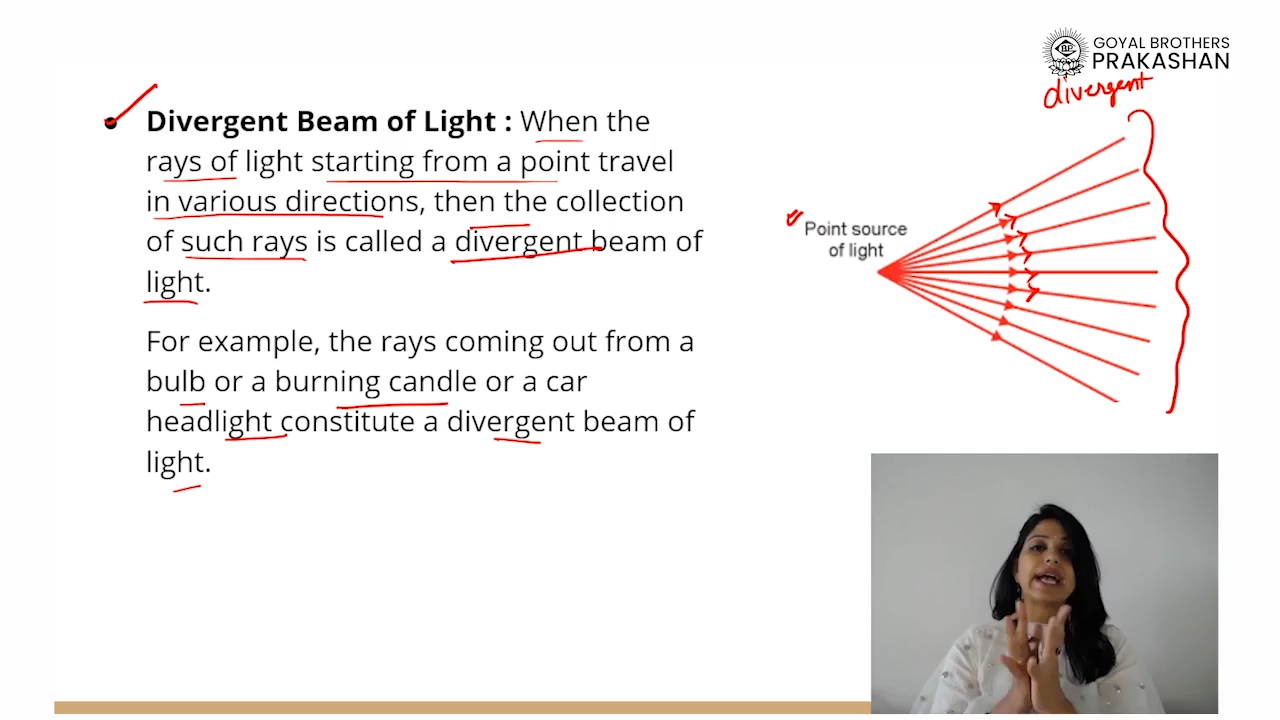 GOYAL BROTHERS
PRAKASHAN
divergent
Divergent Beam of Light : When the
rays of light starting from a point travel
in various directions, then the collection
of such rays is called a divergent beam of
light.
For example, the rays coming out from a
bulb or a burning candle or a car
headlight constitute a divergent beam of
light.
Point source
of light